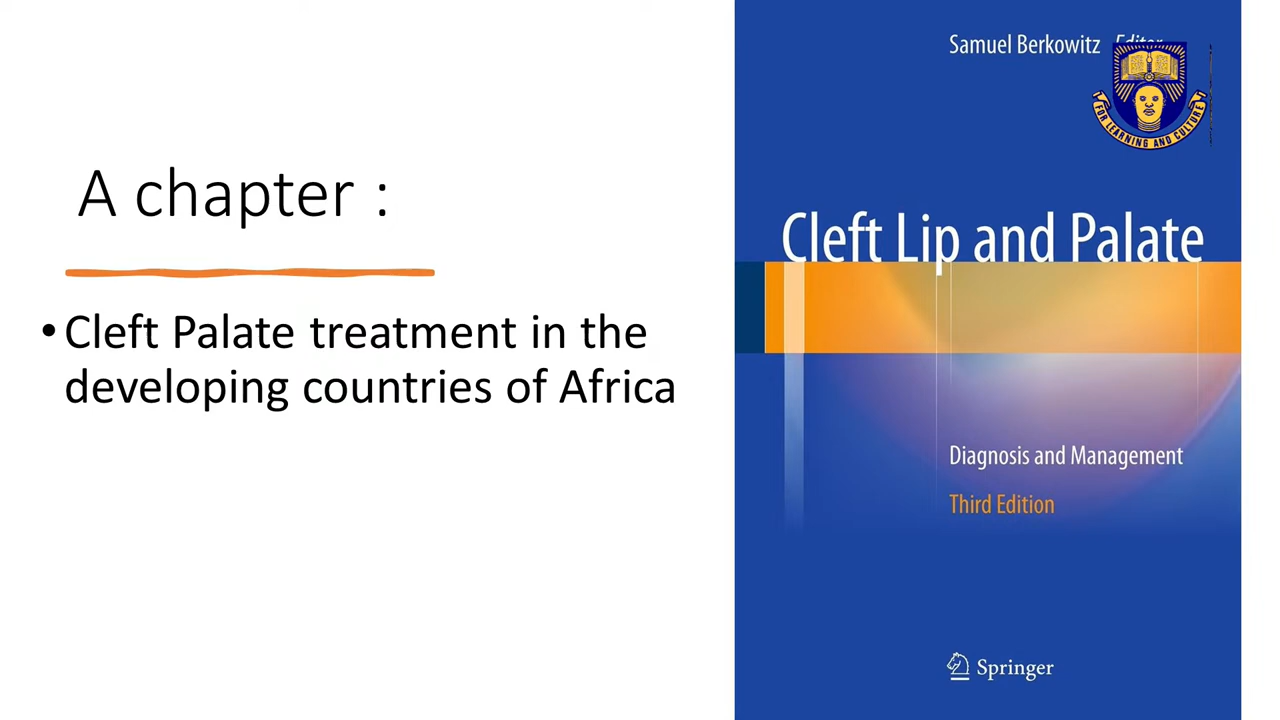 A chapter :
•Cleft Palate treatment in the
developing countries of Africa
Samuel Berkowitz Editor
FOR LEARNING AND CULTURE
Cleft Lip and Palate
Diagnosis and Management
Third Edition
Springer